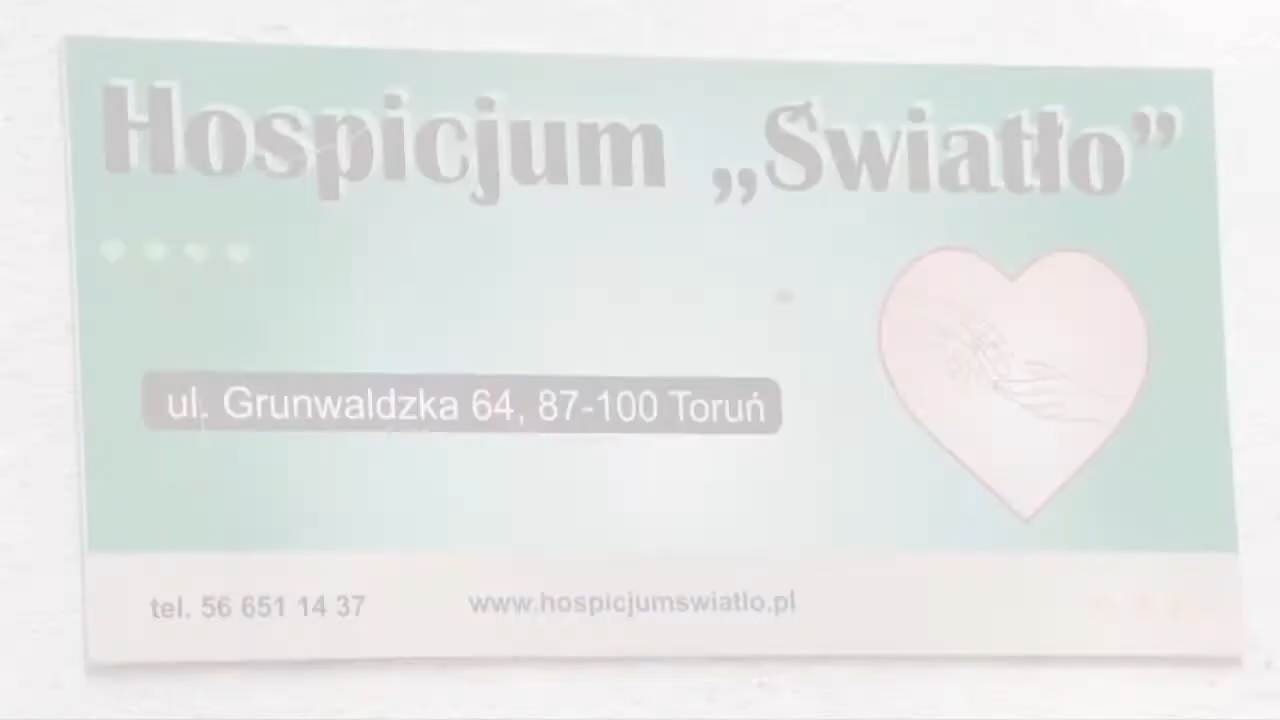 Hospicjum „Światło”
ul. Grunwaldzka 64, 87-100 Toruń
tel. 56 651 14 37
www.hospicjumswiatlo.pl